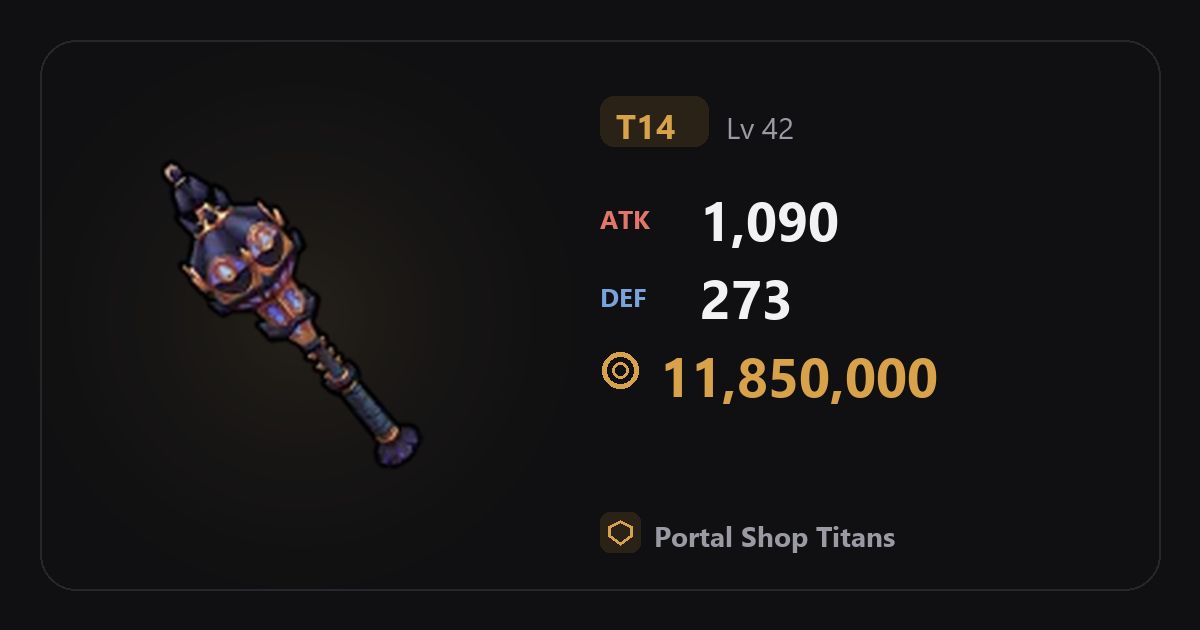 T14 Lv 42
ATK 1,090
DEF 273
11,850,000
Portal Shop Titans